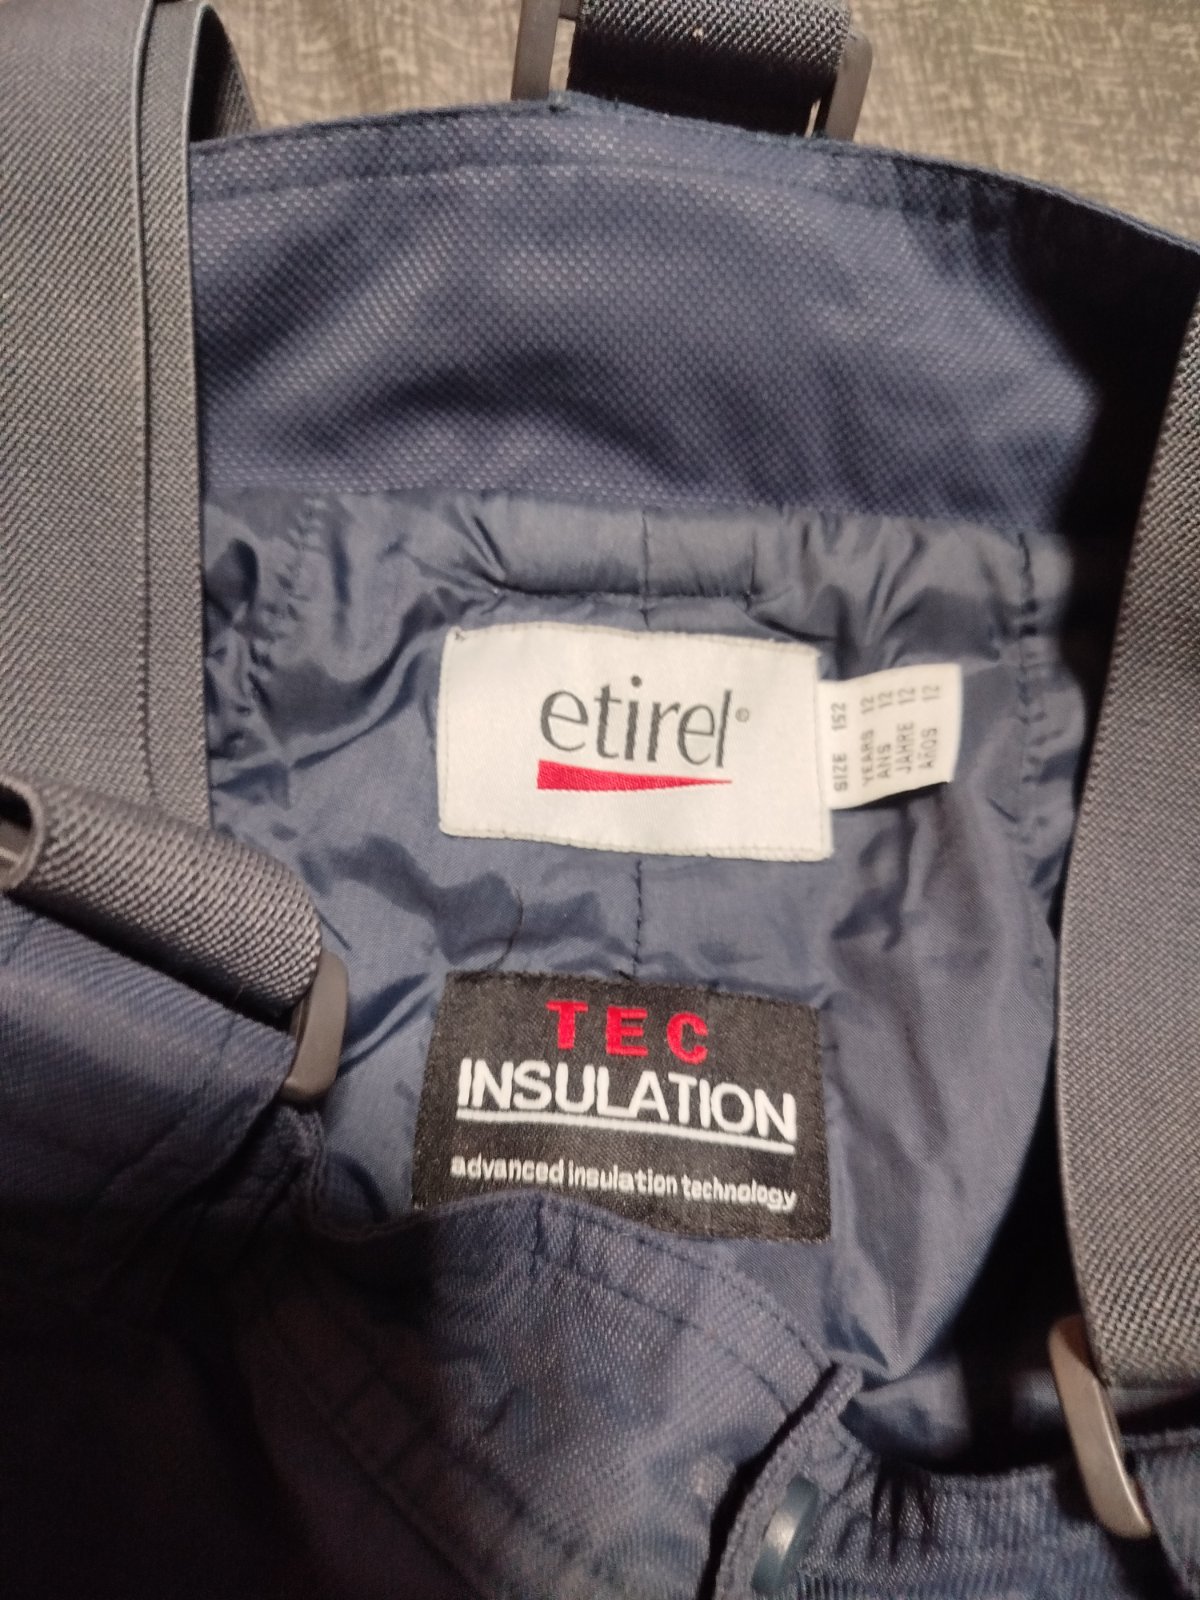 etirel®
SIZE 152
YEARS 12
ANS 12
JAHRE 12
AÑOS 12
TEC
INSULATION
advanced insulation technology